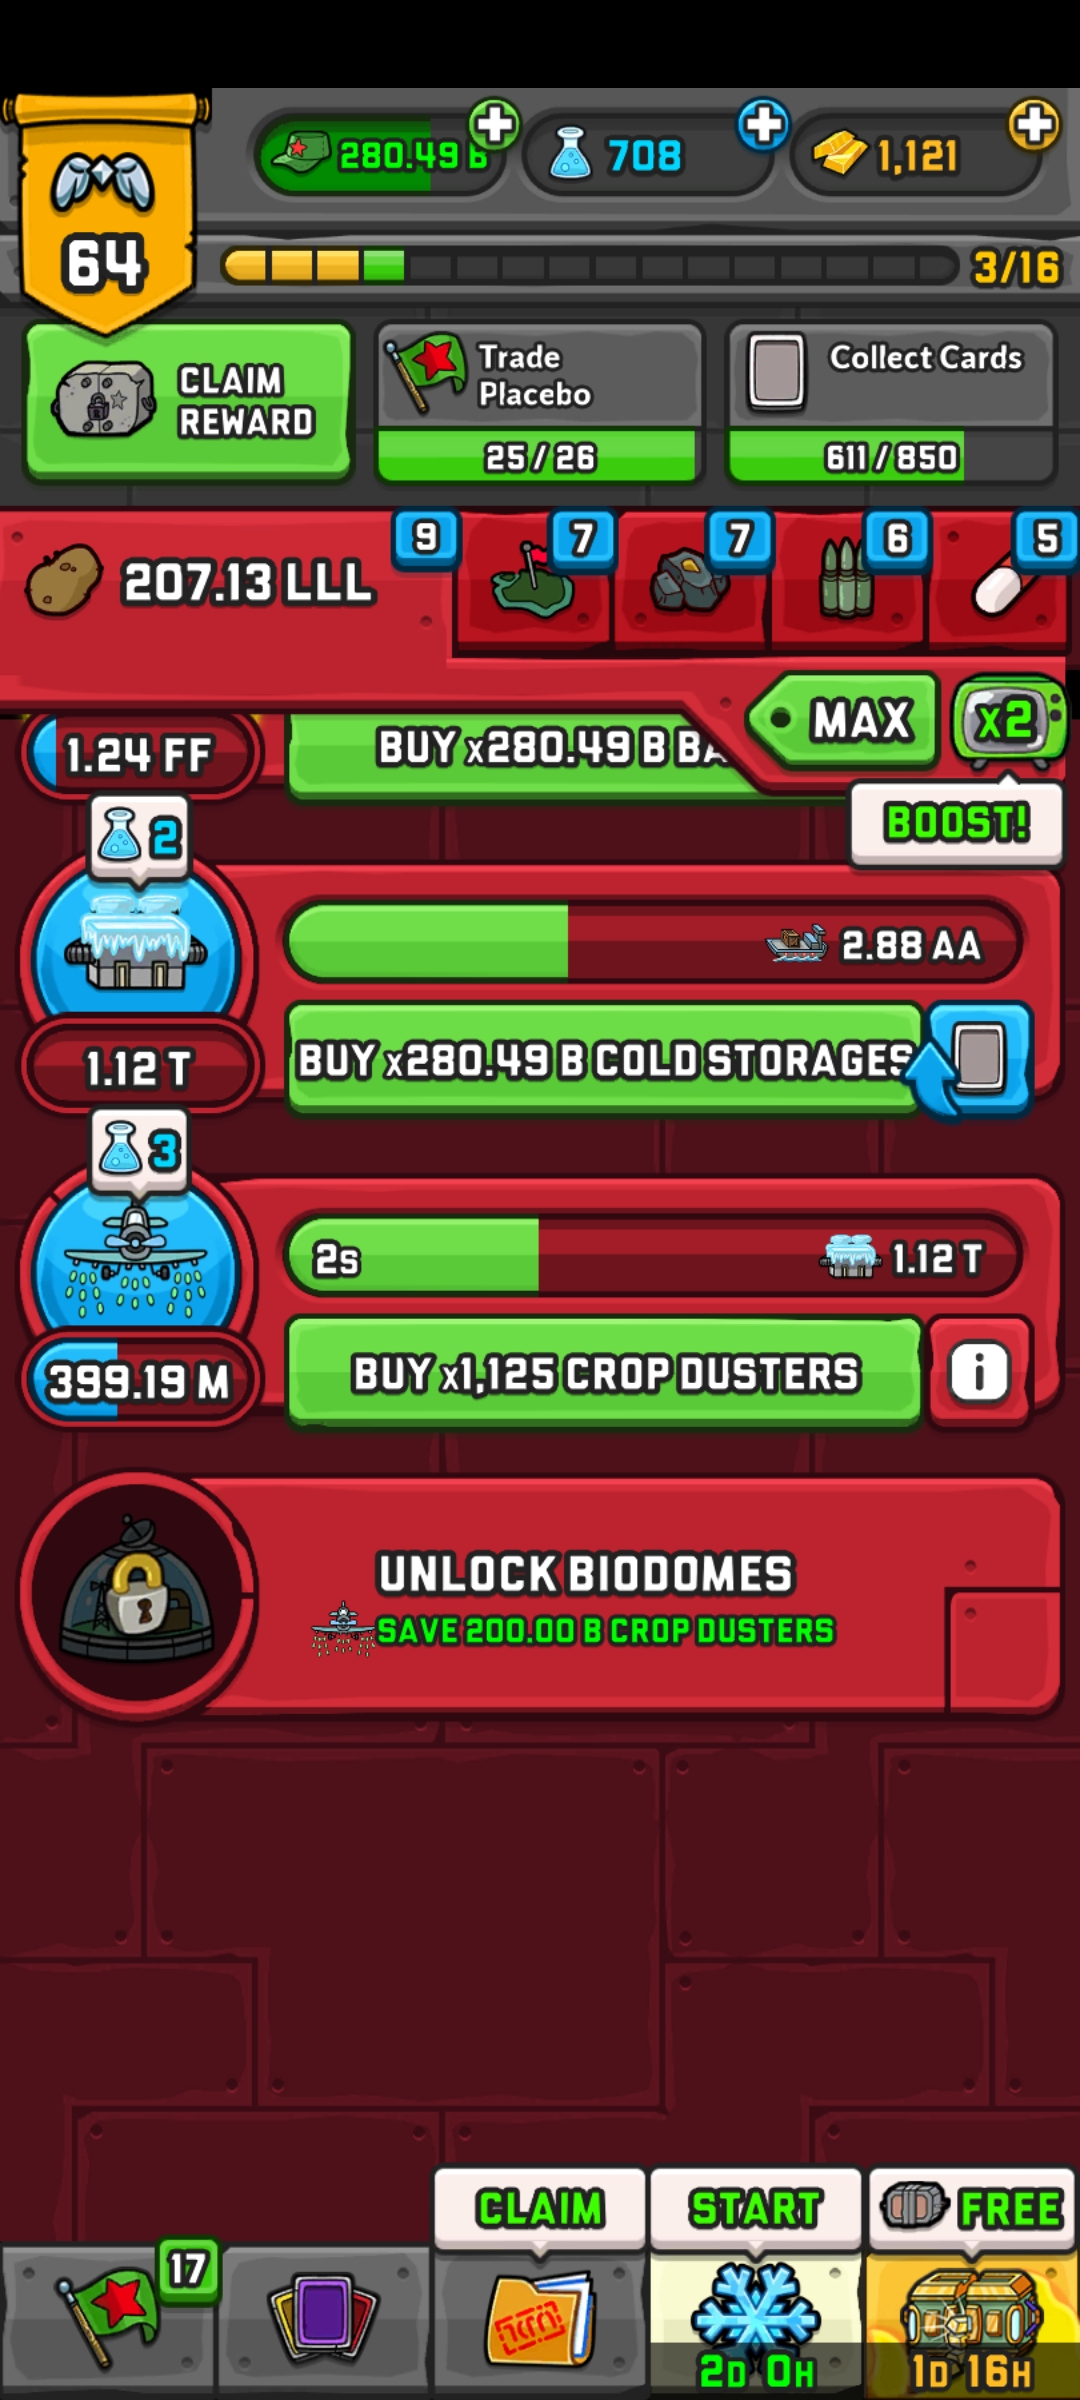 64
280.49 B
708
1,121
3/16
CLAIM
REWARD
Trade
Placebo
25 / 26
Collect Cards
611 / 850
207.13 LLL
9
7
7
6
5
MAX
x2
BOOST!
1.24 FF
BUY x280.49 B
2
2.88 AA
1.12 T
BUY x280.49 B COLD STORAGES
3
2s
1.12 T
399.19 M
BUY x1,125 CROP DUSTERS
i
UNLOCK BIODOMES
SAVE 200.00 B CROP DUSTERS
CLAIM
START
FREE
17
2D 0H
1D 16H